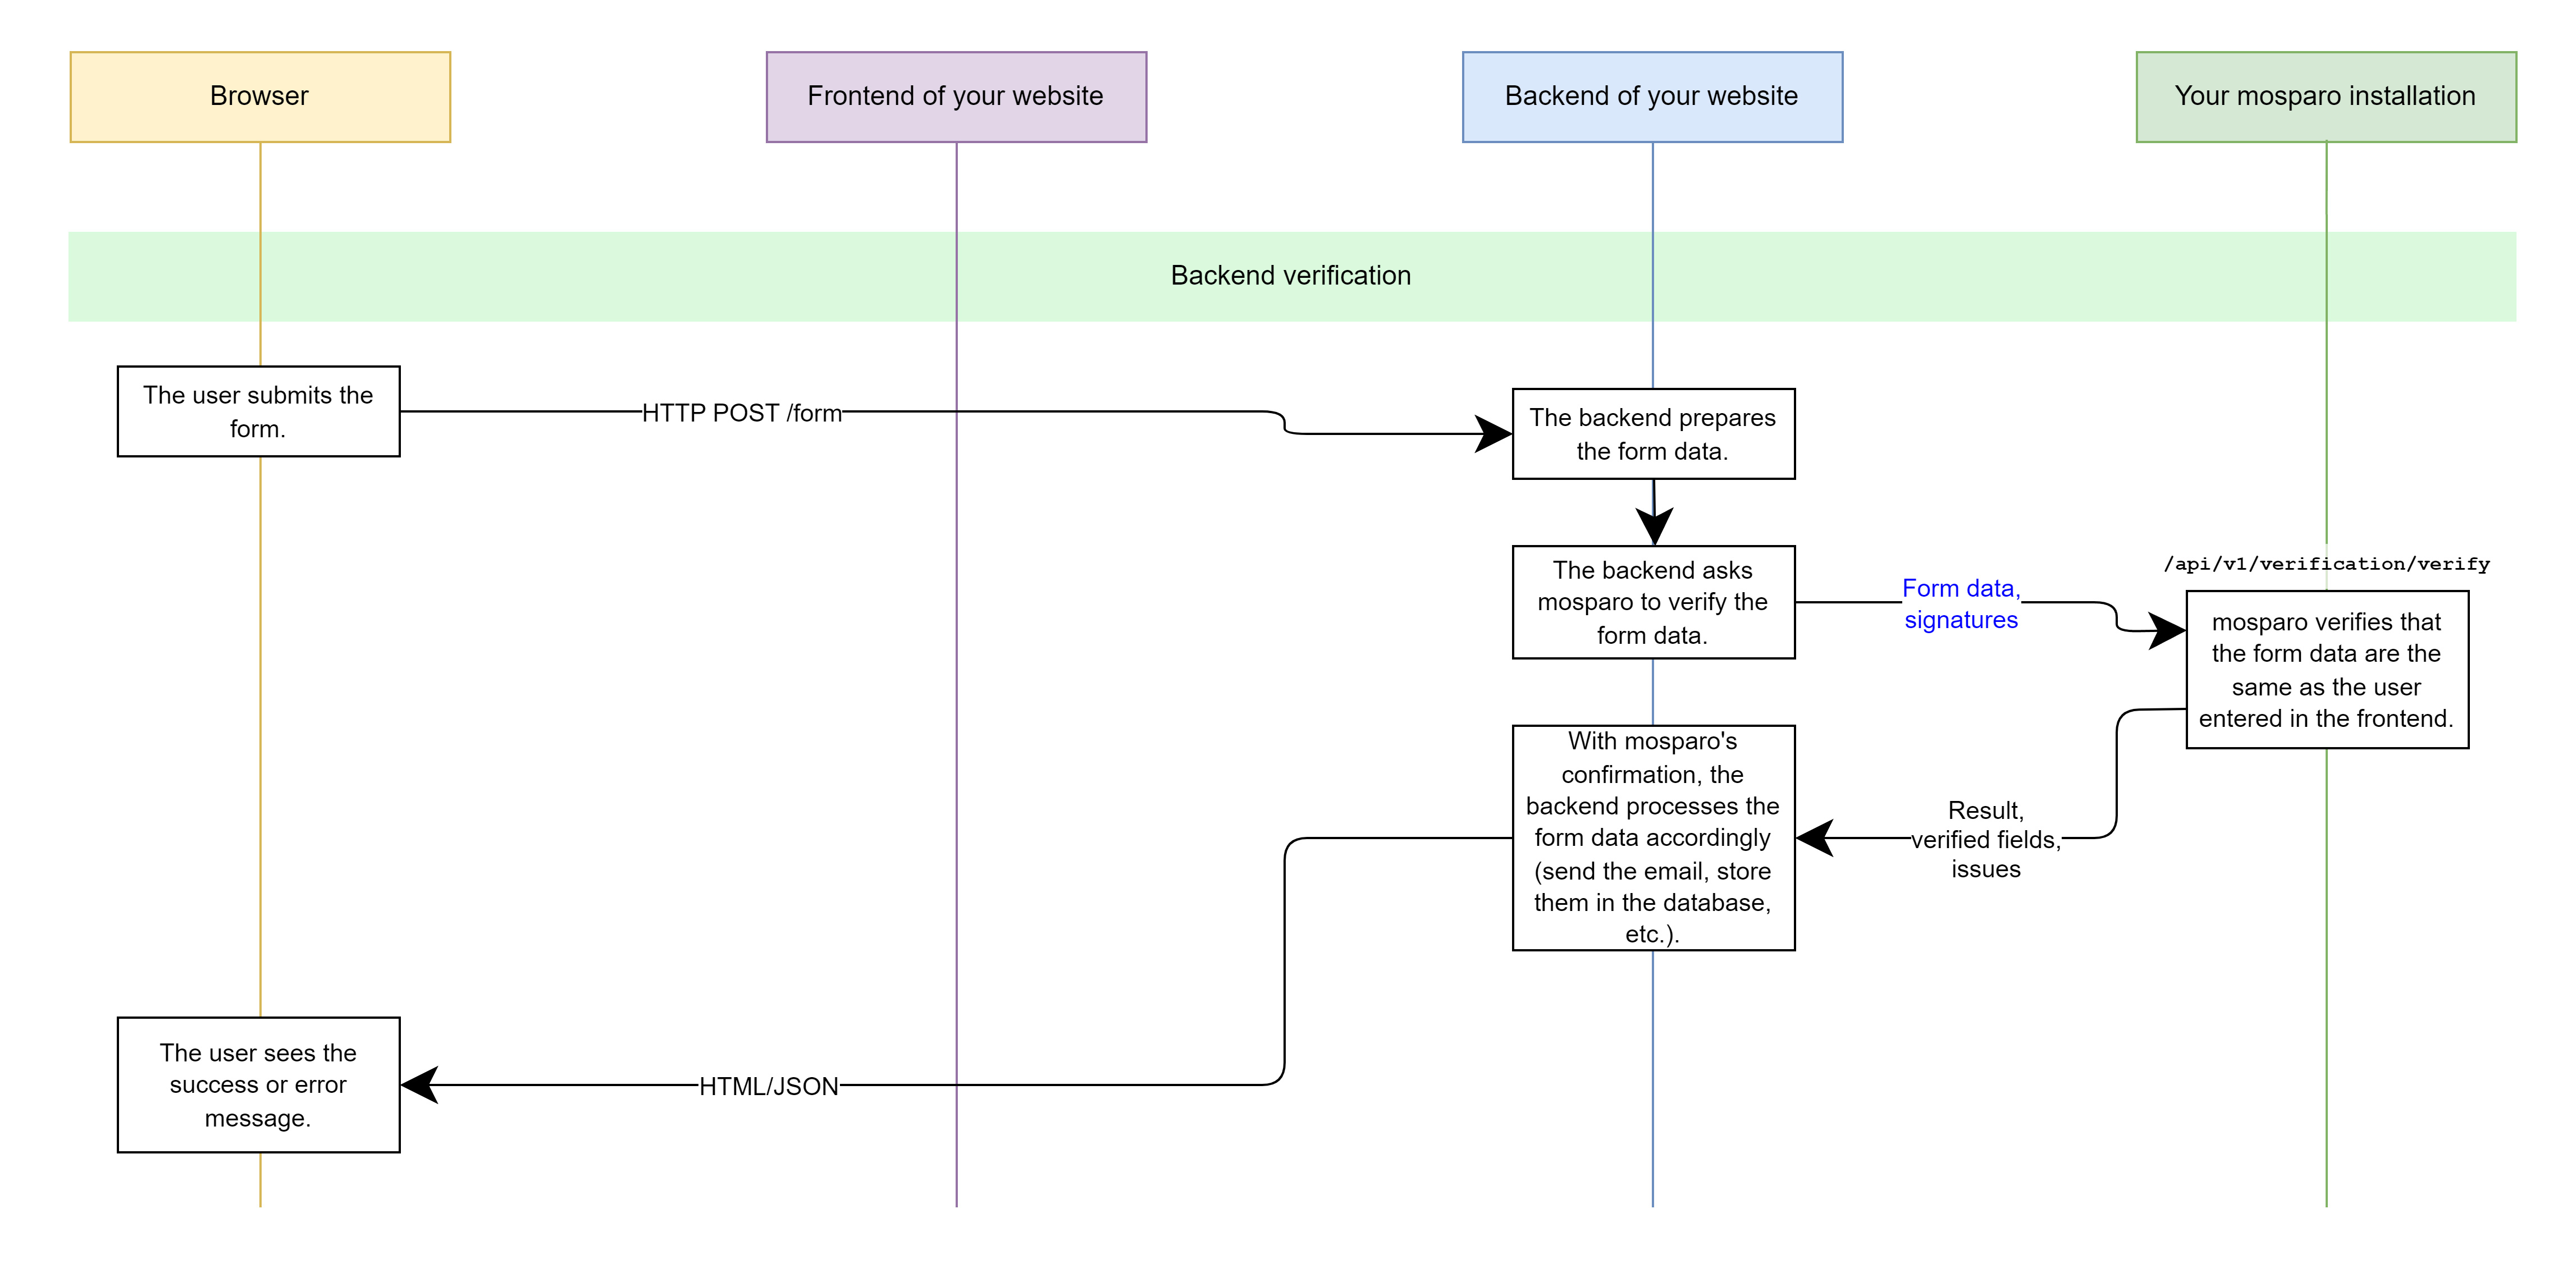 Browser
Frontend of your website
Backend of your website
Your mosparo installation
Backend verification
The user submits the
form.
HTTP POST /form
The backend prepares
the form data.
The backend asks
mosparo to verify the
form data.
Form data,
signatures
/api/v1/verification/verify
mosparo verifies that
the form data are the
same as the user
entered in the frontend.
Result,
verified fields,
issues
With mosparo's
confirmation, the
backend processes the
form data accordingly
(send the email, store
them in the database,
etc.).
HTML/JSON
The user sees the
success or error
message.